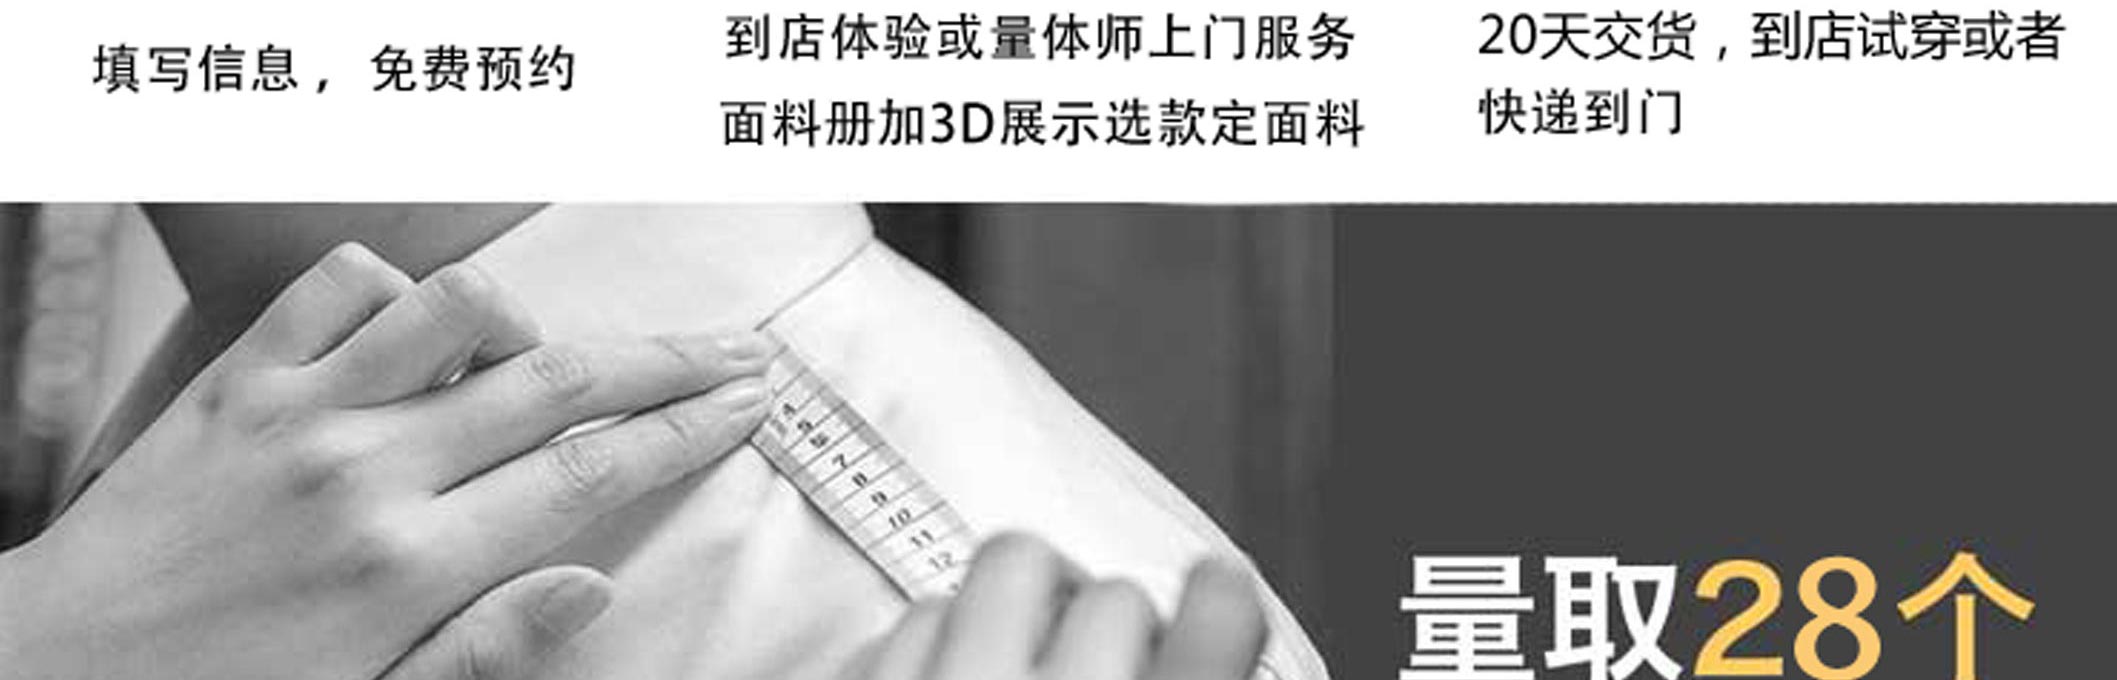 填写信息，免费预约
到店体验或量体师上门服务
面料册加3D展示选款定面料
20天交货，到店试穿或者
快递到门
4
5
6
7
8
9
10
11
12
量取28个